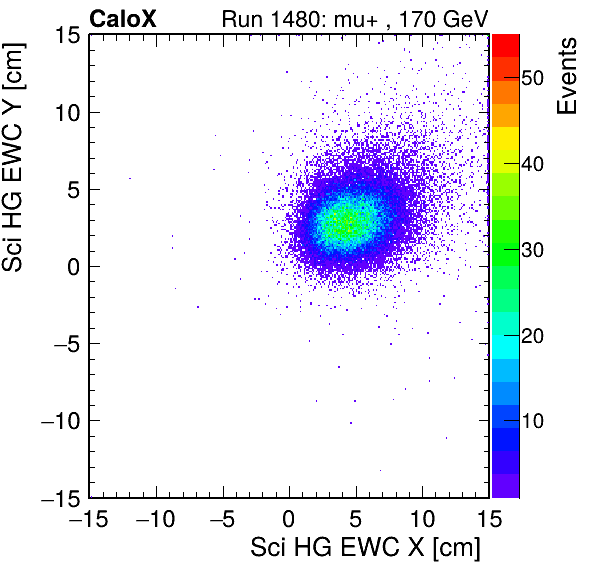 CaloX Run 1480: mu+ , 170 GeV
Sci HG EWC Y [cm]
15
10
5
0
−5
−10
−15
−15 −10 −5 0 5 10 15
Sci HG EWC X [cm]
Events
50
40
30
20
10